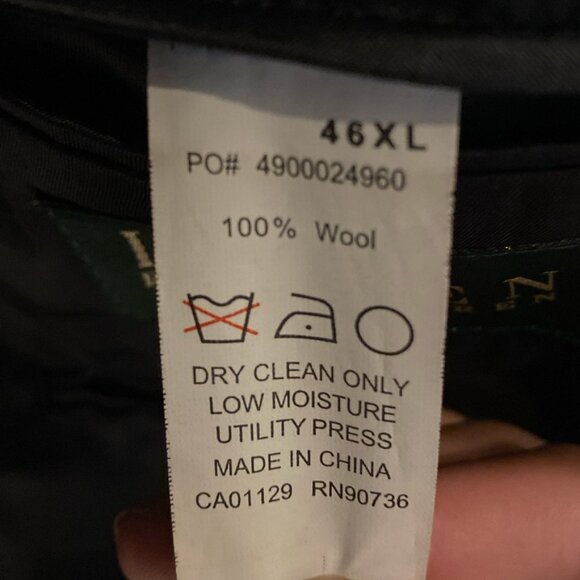 46XL
PO# 4900024960
100% Wool
DRY CLEAN ONLY
LOW MOISTURE
UTILITY PRESS
MADE IN CHINA
CA01129 RN90736